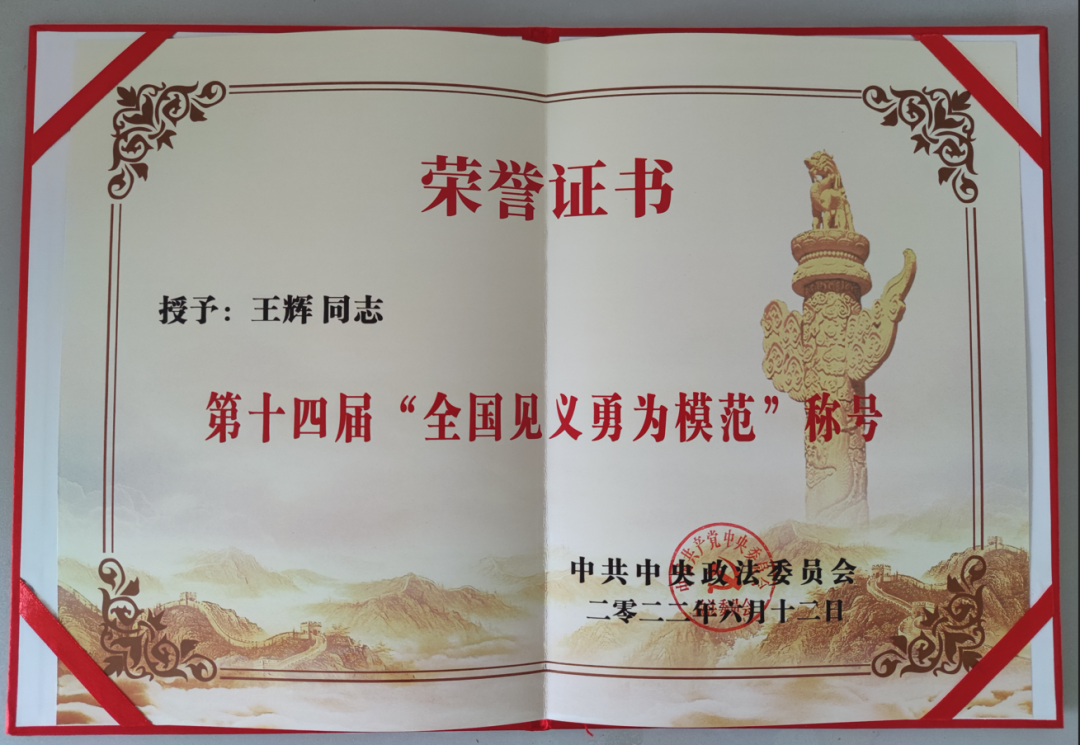 荣誉证书
授予：王辉 同志
第十四届“全国见义勇为模范”称号
中共中央政法委员会
二零二二年六月十二日